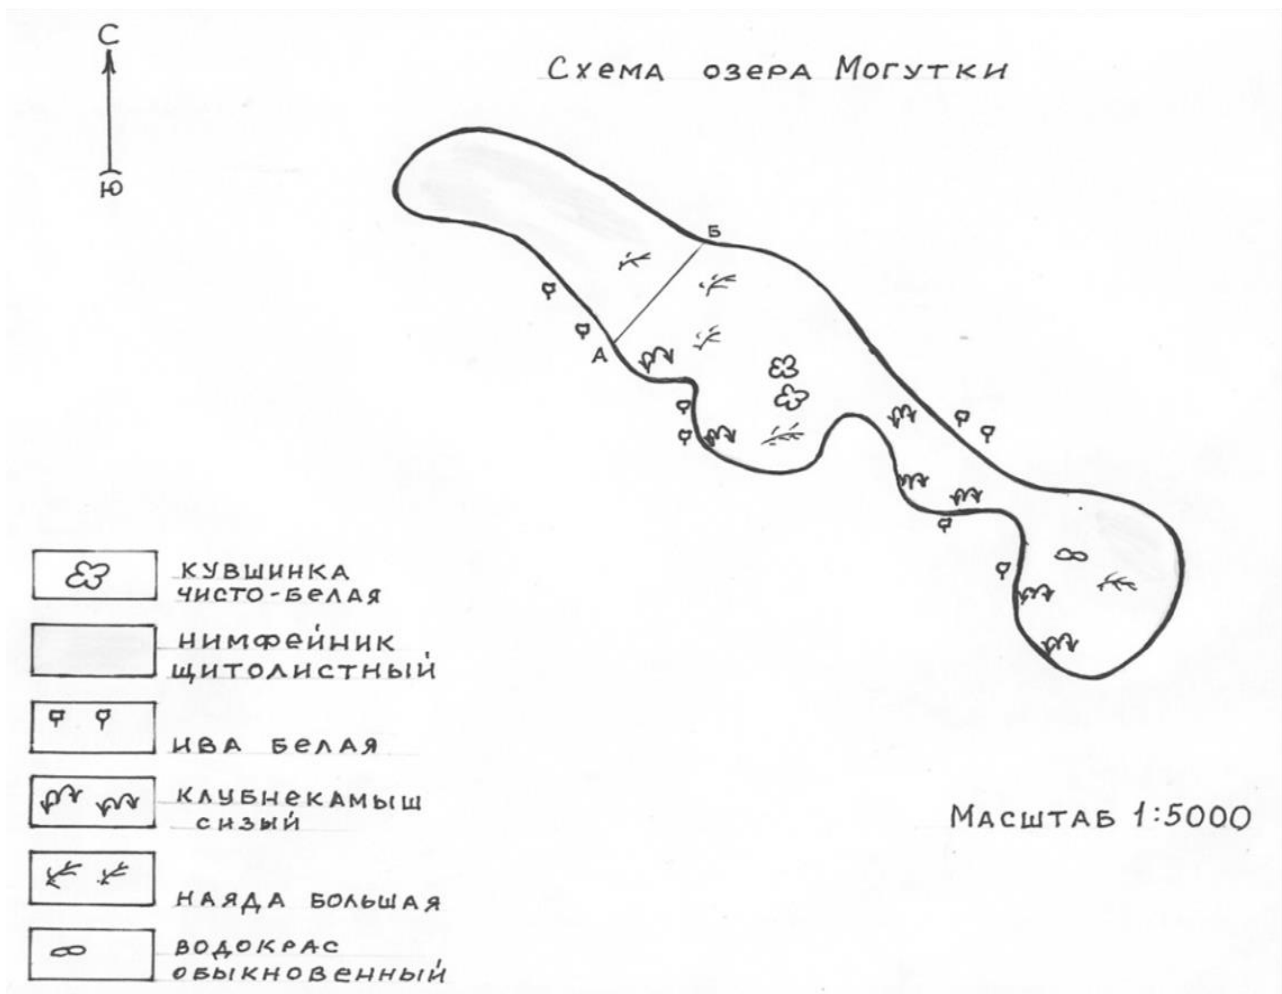 С
Ю
Схема озера Могутки
Б
А
кувшинка
чисто-белая
нимфейник
щитолистный
ива белая
клубнекамыш
сизый
наяда большая
водокрас
обыкновенный
Масштаб 1:5000